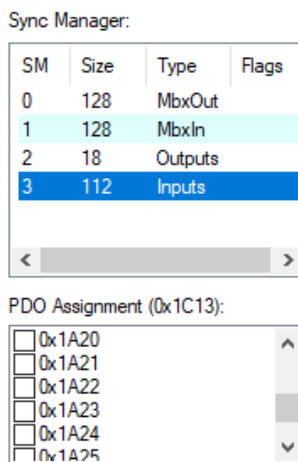 Sync Manager:
SM Size Type Flags
0 128 MbxOut
1 128 MbxIn
2 18 Outputs
3 112 Inputs
PDO Assignment (0x1C13):
0x1A20
0x1A21
0x1A22
0x1A23
0x1A24
0x1A25